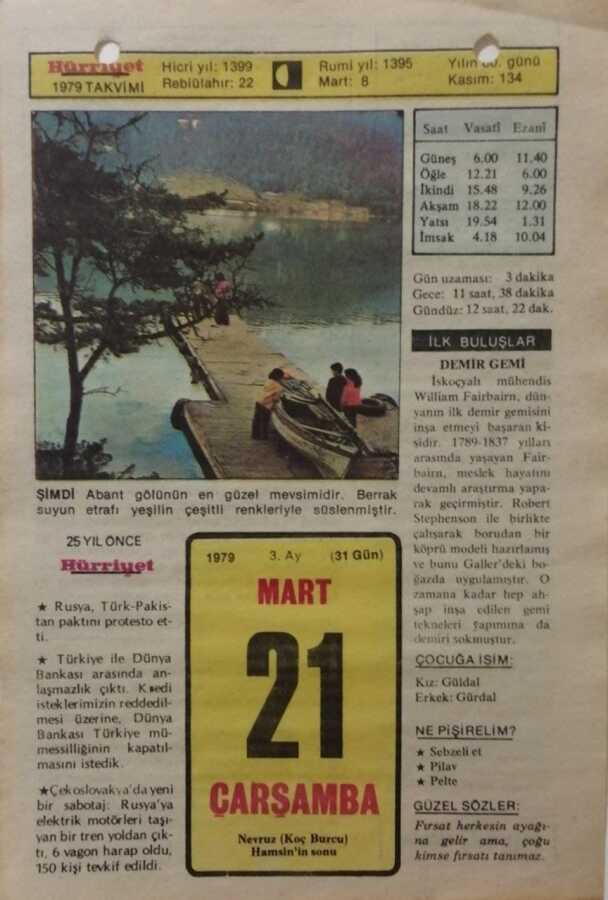 Hürriyet
1979 TAKVİMİ
Hicri yıl: 1399
Rebiülahır: 22
Rumi yıl: 1395
Mart: 8
Yılın 80. günü
Kasım: 134
Saat Vasatî Ezanî
Güneş 6.00 11.40
Öğle 12.21 6.00
İkindi 15.48 9.26
Akşam 18.22 12.00
Yatsı 19.54 1.31
İmsak 4.18 10.04
Gün uzaması: 3 dakika
Gece: 11 saat, 38 dakika
Gündüz: 12 saat, 22 dak.
İLK BULUŞLAR
DEMİR GEMİ
İskoçyalı mühendis
William Fairbairn, dün-
yanın ilk demir gemisini
inşa etmeyi başaran ki-
şidir. 1789-1837 yılları
arasında yaşayan Fair-
bairn, meslek hayatını
devamlı araştırma yapa-
rak geçirmiştir. Robert
Stephenson ile birlikte
çalışarak borudan bir
köprü modeli hazırlamış
ve bunu Galler'deki bo-
ğazda uygulamıştır. O
zamana kadar hep ah-
şap inşa edilen gemi
tekneleri yapımına da
demiri sokmuştur.
ÇOCUĞA İSİM:
Kız: Güldal
Erkek: Gürdal
NE PİŞİRELİM?
★ Sebzeli et
★ Pilav
★ Pelte
GÜZEL SÖZLER:
Fırsat herkesin ayağı-
na gelir ama, çoğu
kimse fırsatı tanımaz.
ŞİMDİ Abant gölünün en güzel mevsimidir. Berrak
suyun etrafı yeşilin çeşitli renkleriyle süslenmiştir.
25 YIL ÖNCE
Hürriyet
★ Rusya, Türk-Pakis-
tan paktını protesto et-
ti.
★ Türkiye ile Dünya
Bankası arasında an-
laşmazlık çıktı. Kredi
isteklerimizin reddedil-
mesi üzerine, Dünya
Bankası Türkiye mü-
messilliğinin kapatıl-
masını istedik.
★Çekoslovakya'da yeni
bir sabotaj: Rusya'ya
elektrik motörleri taşı-
yan bir tren yoldan çık-
tı, 6 vagon harap oldu,
150 kişi tevkif edildi.
1979 3. Ay (31 Gün)
MART
21
ÇARŞAMBA
Nevruz (Koç Burcu)
Hamsin'in sonu